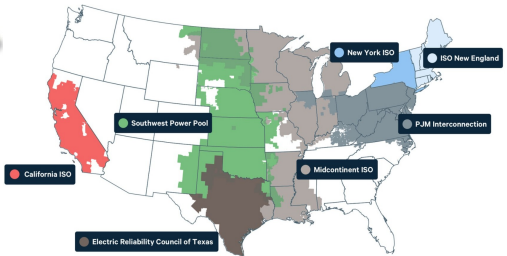 New York ISO
ISO New England
Southwest Power Pool
PJM Interconnection
California ISO
Midcontinent ISO
Electric Reliability Council of Texas